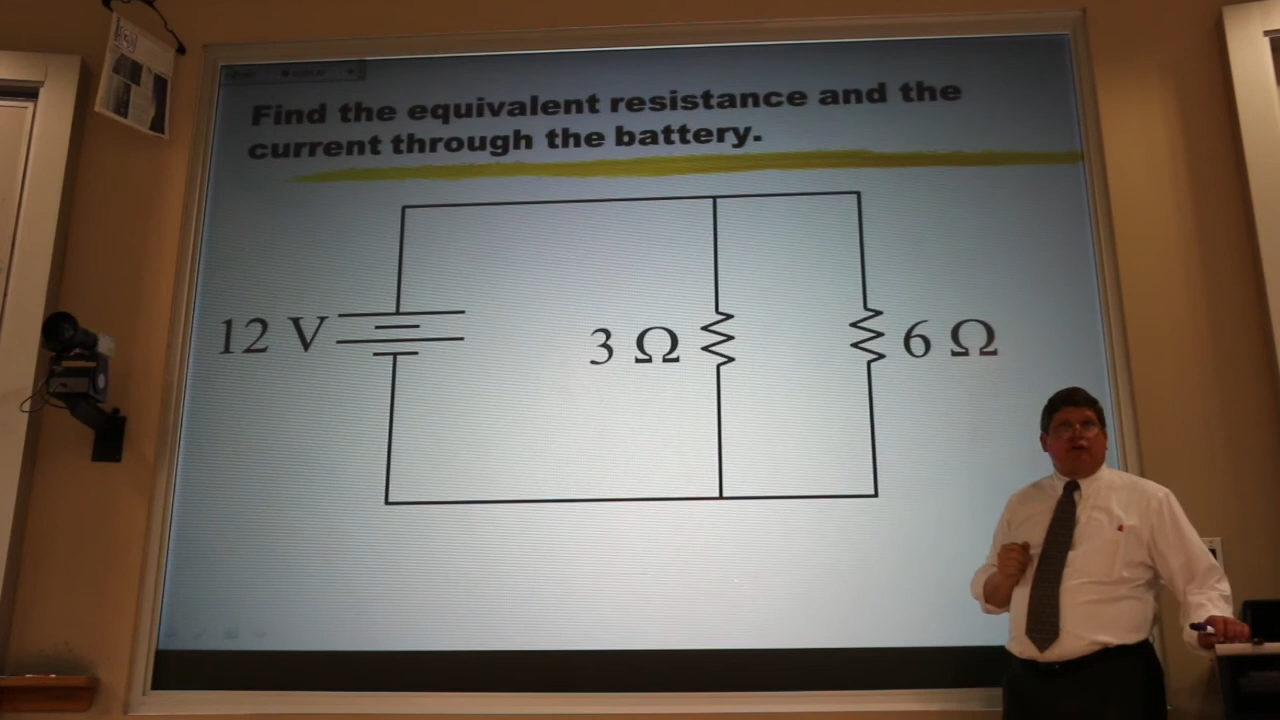 Find the equivalent resistance and the
current through the battery.
12 V
3 Ω
6 Ω